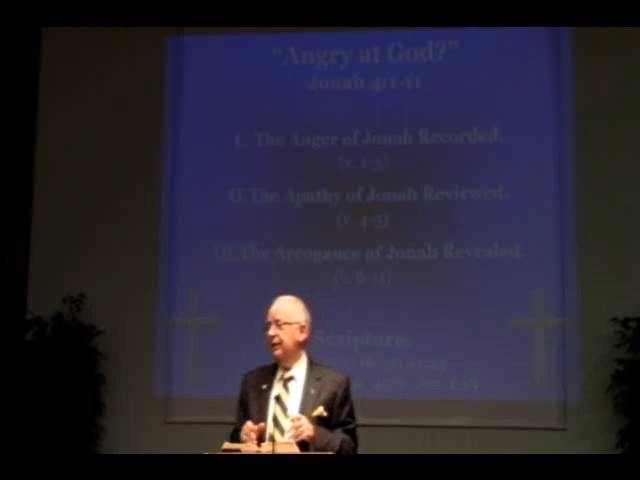 "Angry at God?"
Jonah 4:1-11
I. The Anger of Jonah Recorded.
(v. 1-3)
II. The Apathy of Jonah Reviewed.
(v. 4-5)
III. The Arrogance of Jonah Revealed.
(v. 6-11)
Scripture: